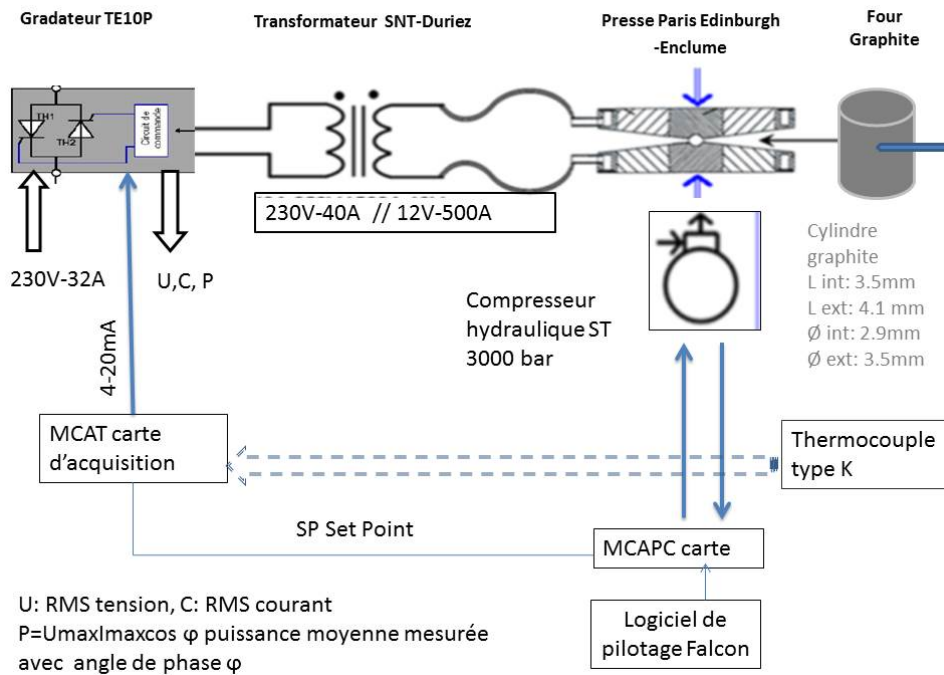 Gradateur TE10P
Transformateur SNT-Duriez
Presse Paris Edinburgh
-Enclume
Four
Graphite
TH1
TH2
Circuit de
commande
230V-40A // 12V-500A
230V-32A
U,C, P
4-20mA
Compresseur
hydraulique ST
3000 bar
Cylindre
graphite
L int: 3.5mm
L ext: 4.1 mm
Ø int: 2.9mm
Ø ext: 3.5mm
MCAT carte
d'acquisition
Thermocouple
type K
SP Set Point
MCAPC carte
Logiciel de
pilotage Falcon
U: RMS tension, C: RMS courant
P=UmaxImaxcos φ puissance moyenne mesurée
avec angle de phase φ